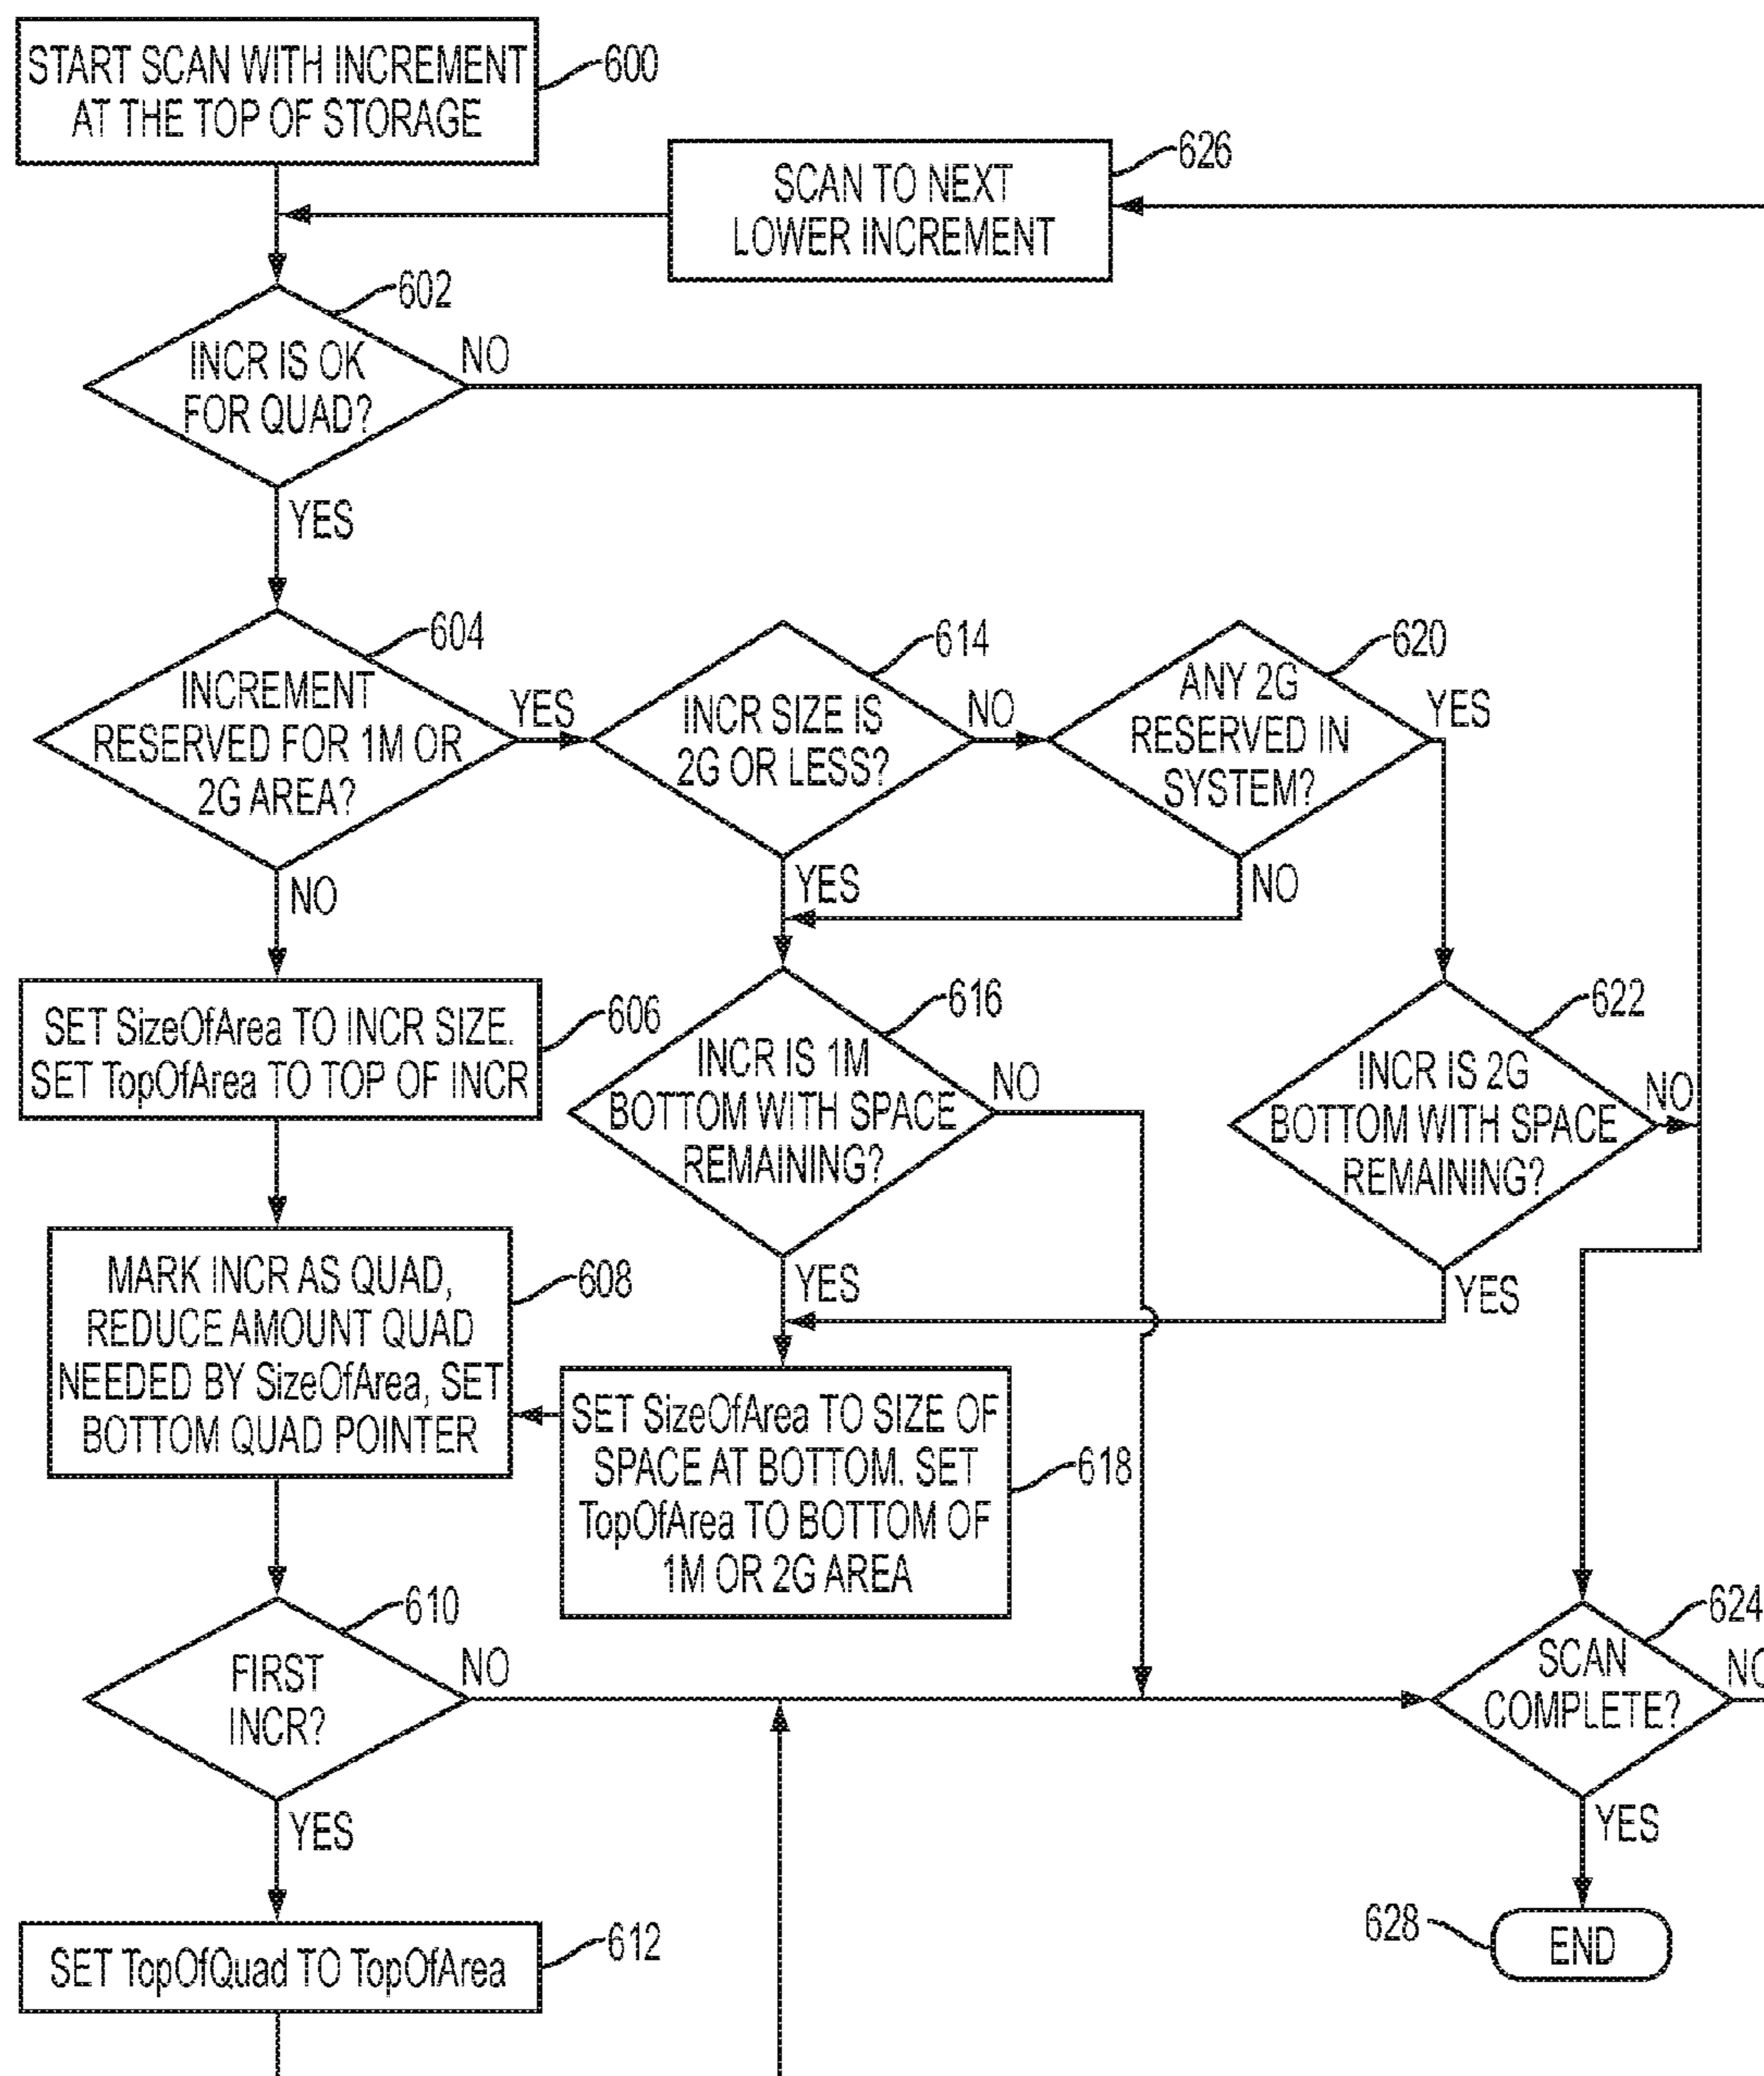 START SCAN WITH INCREMENT
AT THE TOP OF STORAGE
600
SCAN TO NEXT
LOWER INCREMENT
626
602
INCR IS OK
FOR QUAD?
NO
YES
604
INCREMENT
RESERVED FOR 1M OR
2G AREA?
YES
NO
614
INCR SIZE IS
2G OR LESS?
NO
YES
620
ANY 2G
RESERVED IN
SYSTEM?
YES
NO
SET SizeOfArea TO INCR SIZE.
SET TopOfArea TO TOP OF INCR
606
616
INCR IS 1M
BOTTOM WITH SPACE
REMAINING?
NO
YES
622
INCR IS 2G
BOTTOM WITH SPACE
REMAINING?
NO
YES
MARK INCR AS QUAD,
REDUCE AMOUNT QUAD
NEEDED BY SizeOfArea, SET
BOTTOM QUAD POINTER
608
SET SizeOfArea TO SIZE OF
SPACE AT BOTTOM. SET
TopOfArea TO BOTTOM OF
1M OR 2G AREA
618
610
FIRST
INCR?
NO
YES
624
SCAN
COMPLETE?
NO
YES
SET TopOfQuad TO TopOfArea
612
628
END